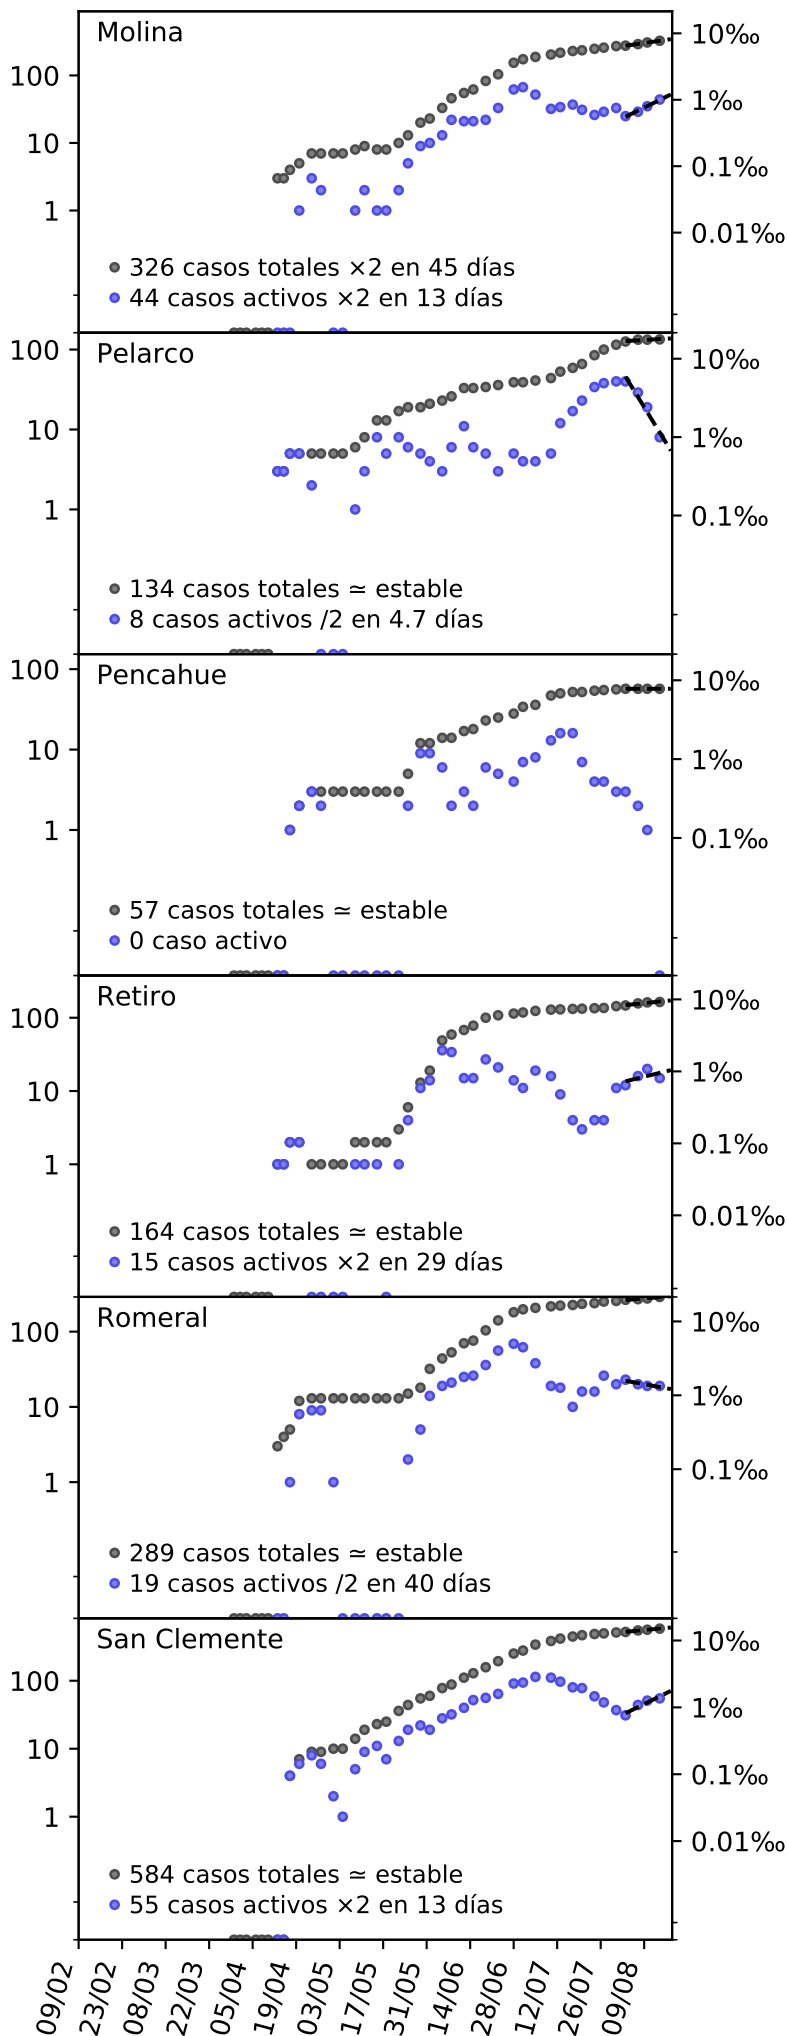 Molina
100
10
1
10‰
1‰
0.1‰
0.01‰
326 casos totales ×2 en 45 días
44 casos activos ×2 en 13 días
Pelarco
100
10
1
10‰
1‰
0.1‰
134 casos totales ≃ estable
8 casos activos /2 en 4.7 días
Pencahue
100
10
1
10‰
1‰
0.1‰
57 casos totales ≃ estable
0 caso activo
Retiro
100
10
1
10‰
1‰
0.1‰
0.01‰
164 casos totales ≃ estable
15 casos activos ×2 en 29 días
Romeral
100
10
1
10‰
1‰
0.1‰
289 casos totales ≃ estable
19 casos activos /2 en 40 días
San Clemente
100
10
1
10‰
1‰
0.1‰
0.01‰
584 casos totales ≃ estable
55 casos activos ×2 en 13 días
09/02
23/02
08/03
22/03
05/04
19/04
03/05
17/05
31/05
14/06
28/06
12/07
26/07
09/08